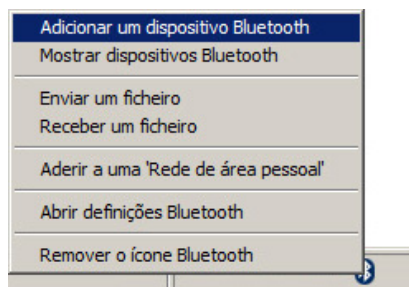 Adicionar um dispositivo Bluetooth
Mostrar dispositivos Bluetooth
Enviar um ficheiro
Receber um ficheiro
Aderir a uma 'Rede de área pessoal'
Abrir definições Bluetooth
Remover o ícone Bluetooth